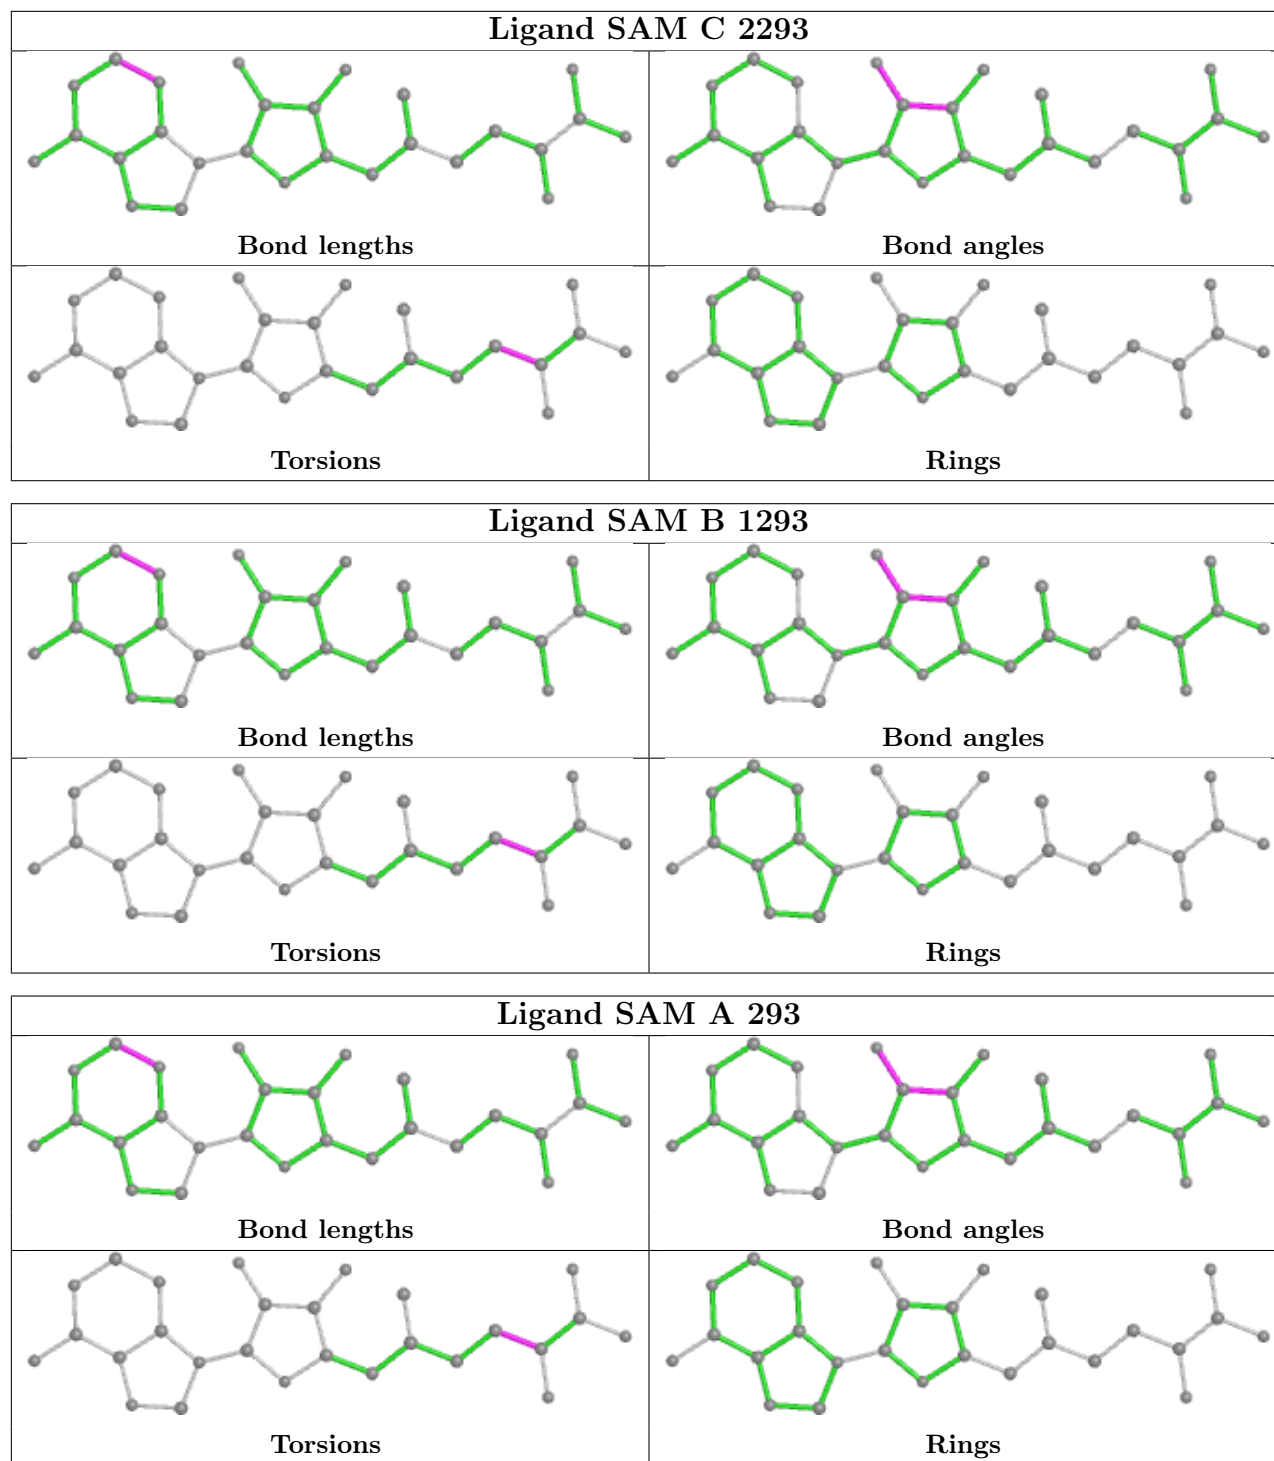 Ligand SAM C 2293
Bond lengths
Bond angles
Torsions
Rings
Ligand SAM B 1293
Bond lengths
Bond angles
Torsions
Rings
Ligand SAM A 293
Bond lengths
Bond angles
Torsions
Rings